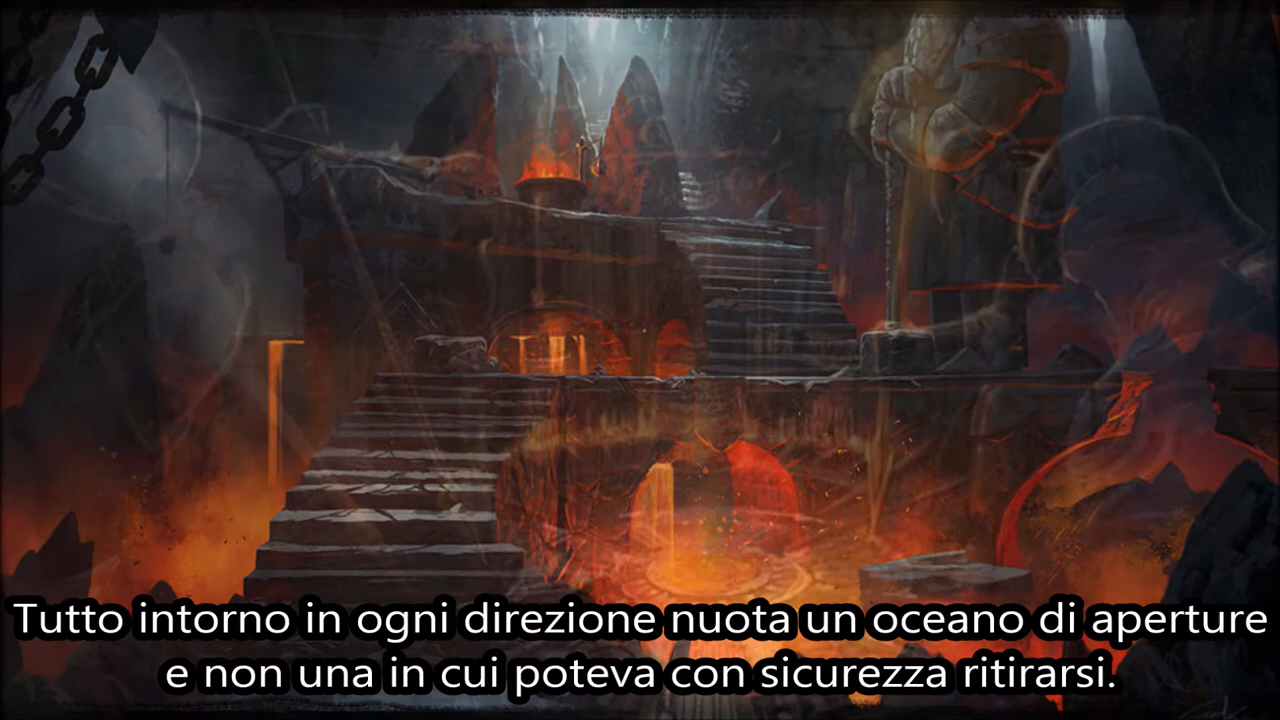 Tutto intorno in ogni direzione nuota un oceano di aperture
e non una in cui poteva con sicurezza ritirarsi.